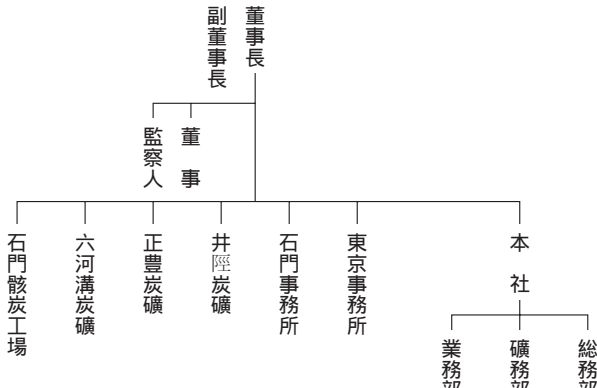 董事長
副董事長
董　事
監察人
本　社
東京事務所
石門事務所
井陘炭礦
正豊炭礦
六河溝炭礦
石門骸炭工場
総務部
礦務部
業務部